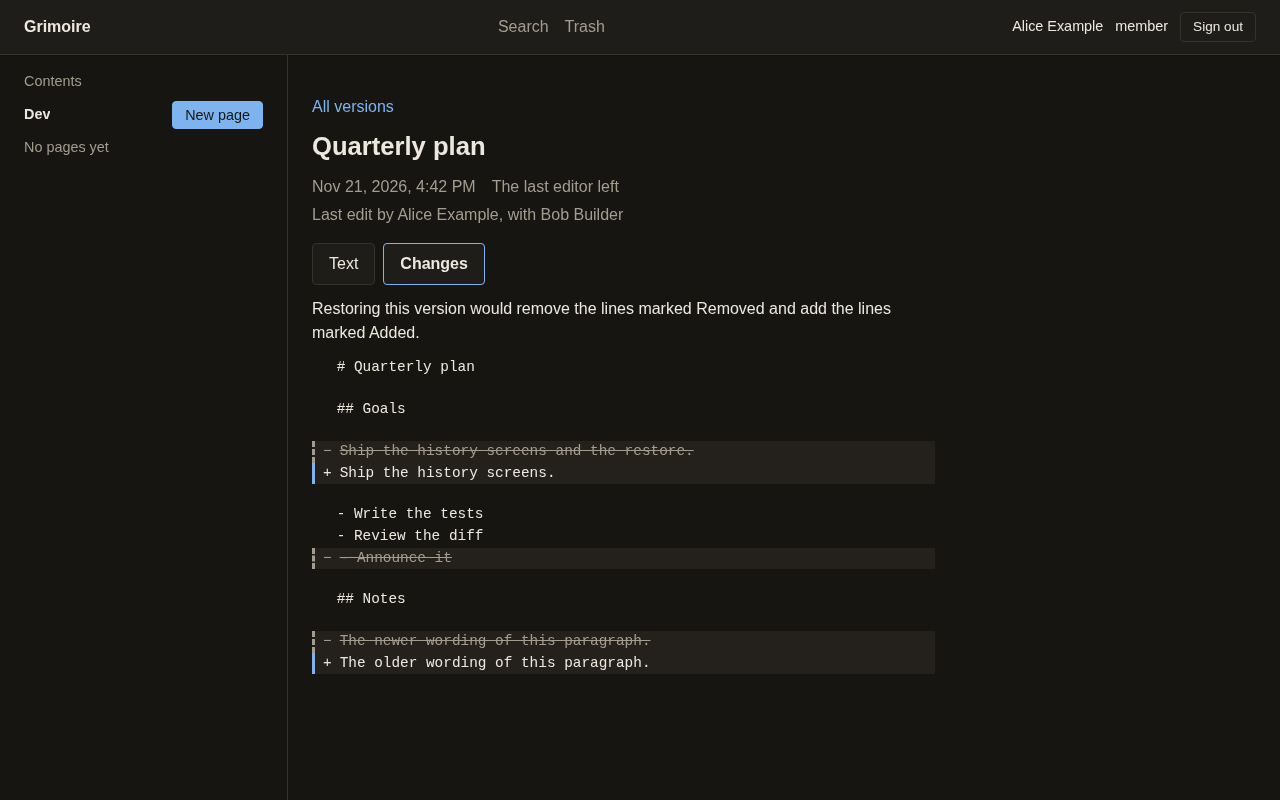 Grimoire
Search
Trash
Alice Example
member
Sign out
Contents
Dev
New page
No pages yet
All versions
Quarterly plan
Nov 21, 2026, 4:42 PM The last editor left
Last edit by Alice Example, with Bob Builder
Text
Changes
Restoring this version would remove the lines marked Removed and add the lines
marked Added.
# Quarterly plan
## Goals
− Ship the history screens and the restore.
+ Ship the history screens.
- Write the tests
- Review the diff
− - Announce it
## Notes
− The newer wording of this paragraph.
+ The older wording of this paragraph.